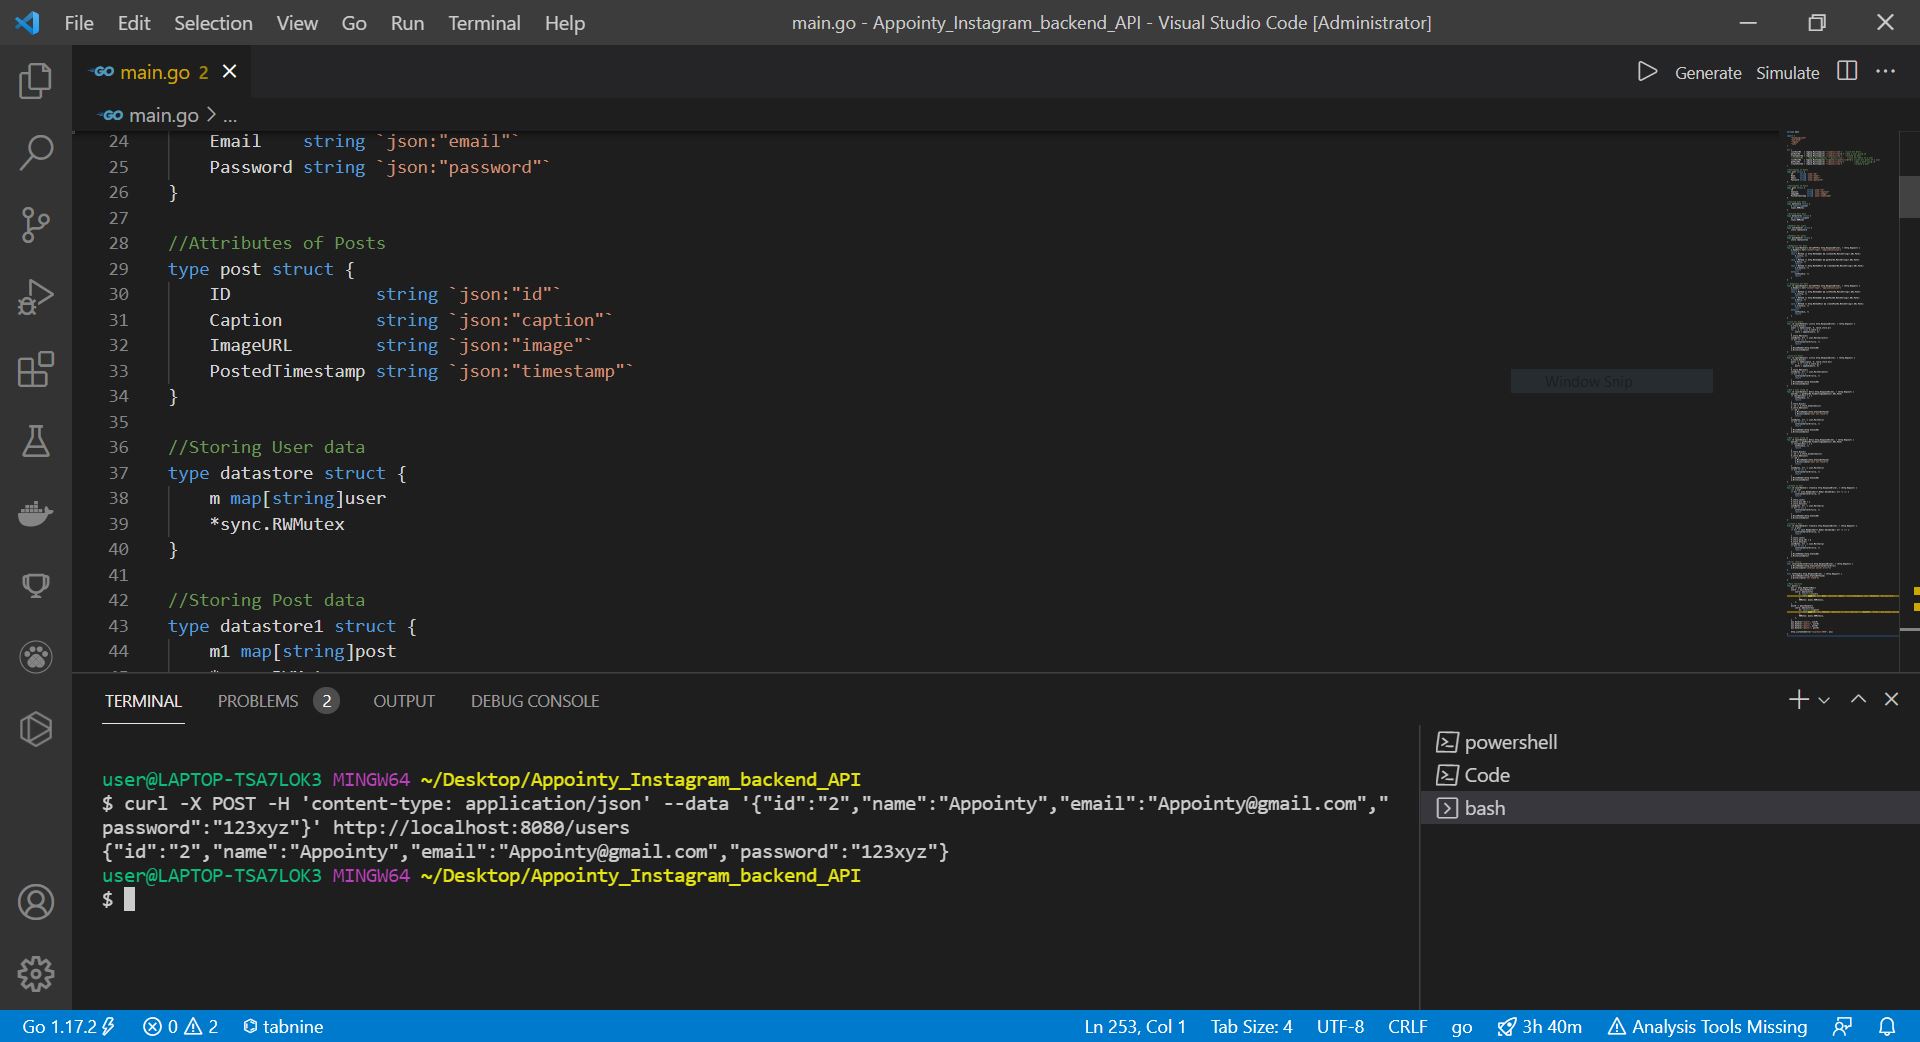 File Edit Selection View Go Run Terminal Help
main.go - Appointy_Instagram_backend_API - Visual Studio Code [Administrator]
GO main.go 2
Generate Simulate
GO main.go > ...
24 Email string `json:"email"`
25 Password string `json:"password"`
26 }
27
28 //Attributes of Posts
29 type post struct {
30 ID string `json:"id"`
31 Caption string `json:"caption"`
32 ImageURL string `json:"image"`
33 PostedTimestamp string `json:"timestamp"`
34 }
35
36 //Storing User data
37 type datastore struct {
38 m map[string]user
39 *sync.RWMutex
40 }
41
42 //Storing Post data
43 type datastore1 struct {
44 m1 map[string]post
Window Snip
TERMINAL PROBLEMS 2 OUTPUT DEBUG CONSOLE
user@LAPTOP-TSA7LOK3 MINGW64 ~/Desktop/Appointy_Instagram_backend_API
$ curl -X POST -H 'content-type: application/json' --data '{"id":"2","name":"Appointy","email":"Appointy@gmail.com","
password":"123xyz"}' http://localhost:8080/users
{"id":"2","name":"Appointy","email":"Appointy@gmail.com","password":"123xyz"}
user@LAPTOP-TSA7LOK3 MINGW64 ~/Desktop/Appointy_Instagram_backend_API
$
powershell
Code
bash
Go 1.17.2 0 2 tabnine Ln 253, Col 1 Tab Size: 4 UTF-8 CRLF go 3h 40m Analysis Tools Missing